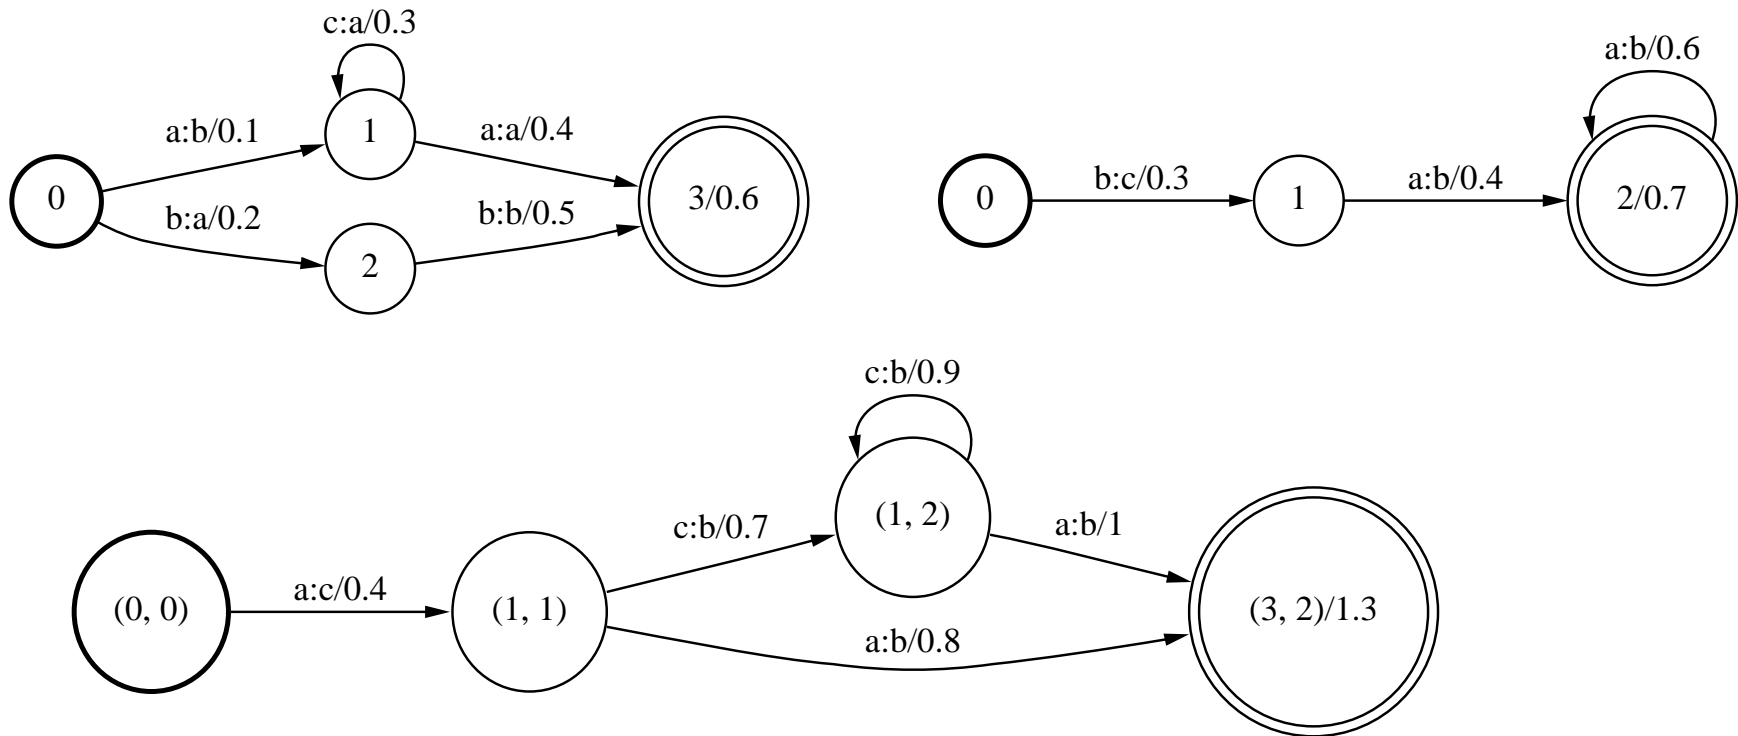 c:a/0.3
a:b/0.1
1
a:a/0.4
0
3/0.6
b:a/0.2
b:b/0.5
2
a:b/0.6
0
b:c/0.3
1
a:b/0.4
2/0.7
c:b/0.9
c:b/0.7
(1, 2)
a:b/1
(0, 0)
a:c/0.4
(1, 1)
(3, 2)/1.3
a:b/0.8